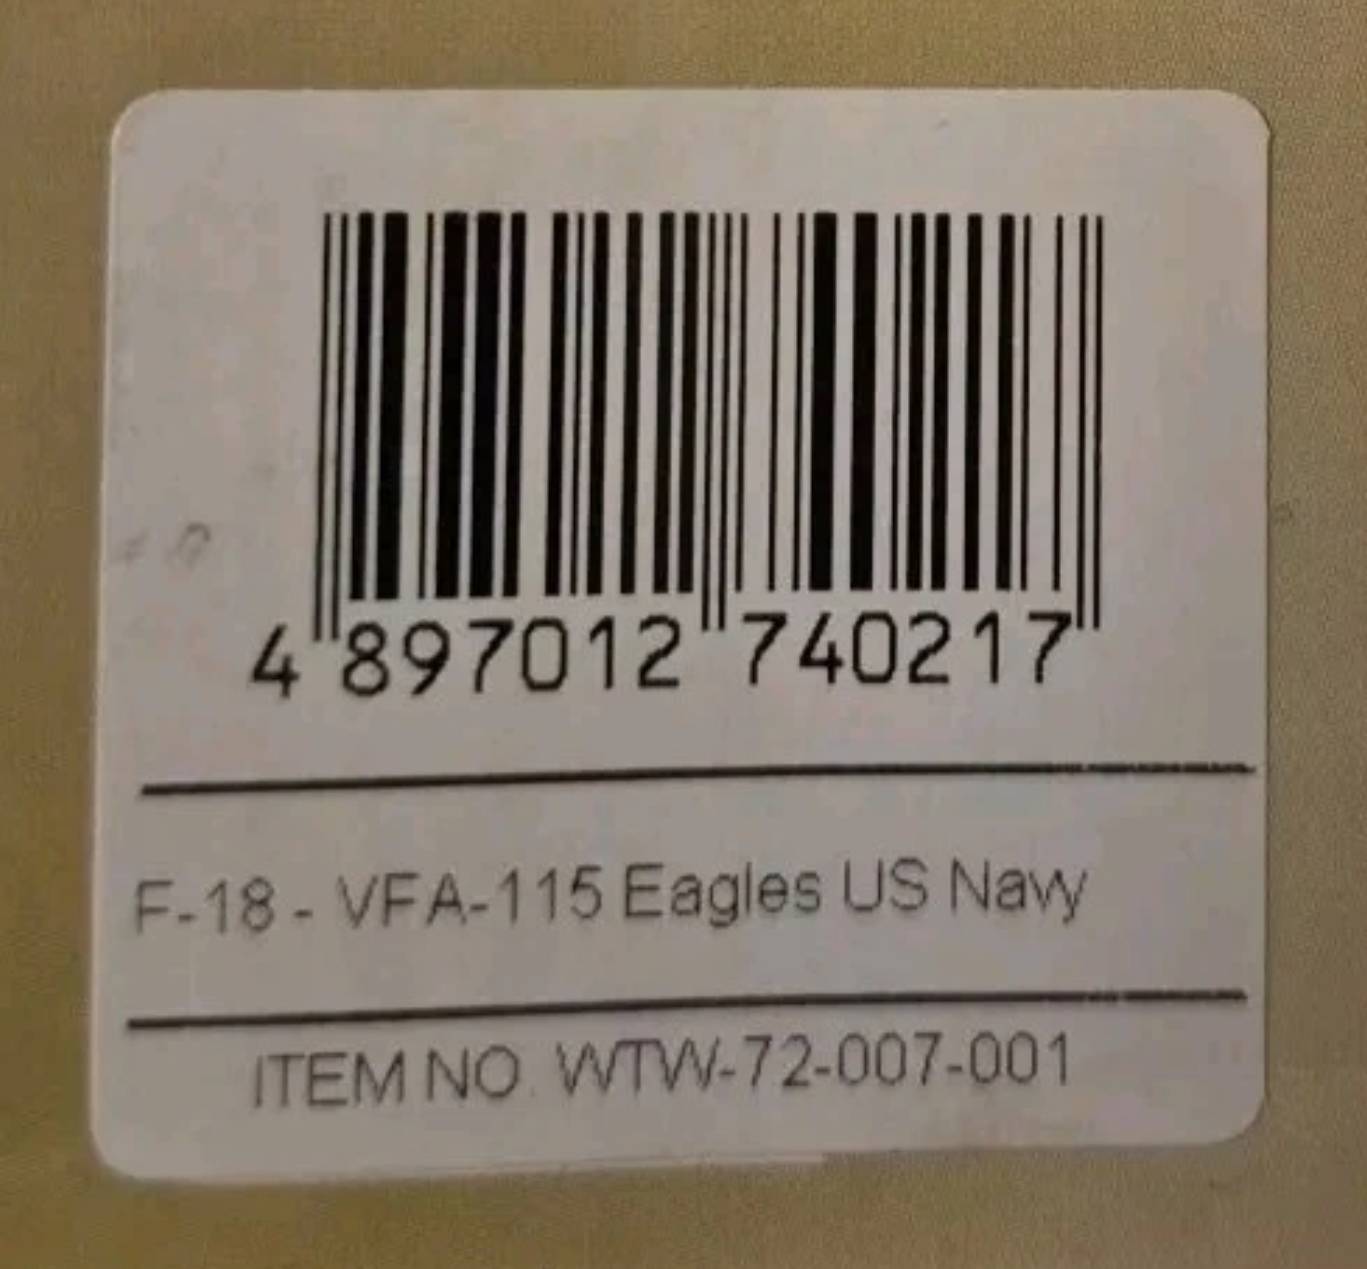 4 897012 740217
F-18 - VFA-115 Eagles US Navy
ITEM NO. WTW-72-007-001